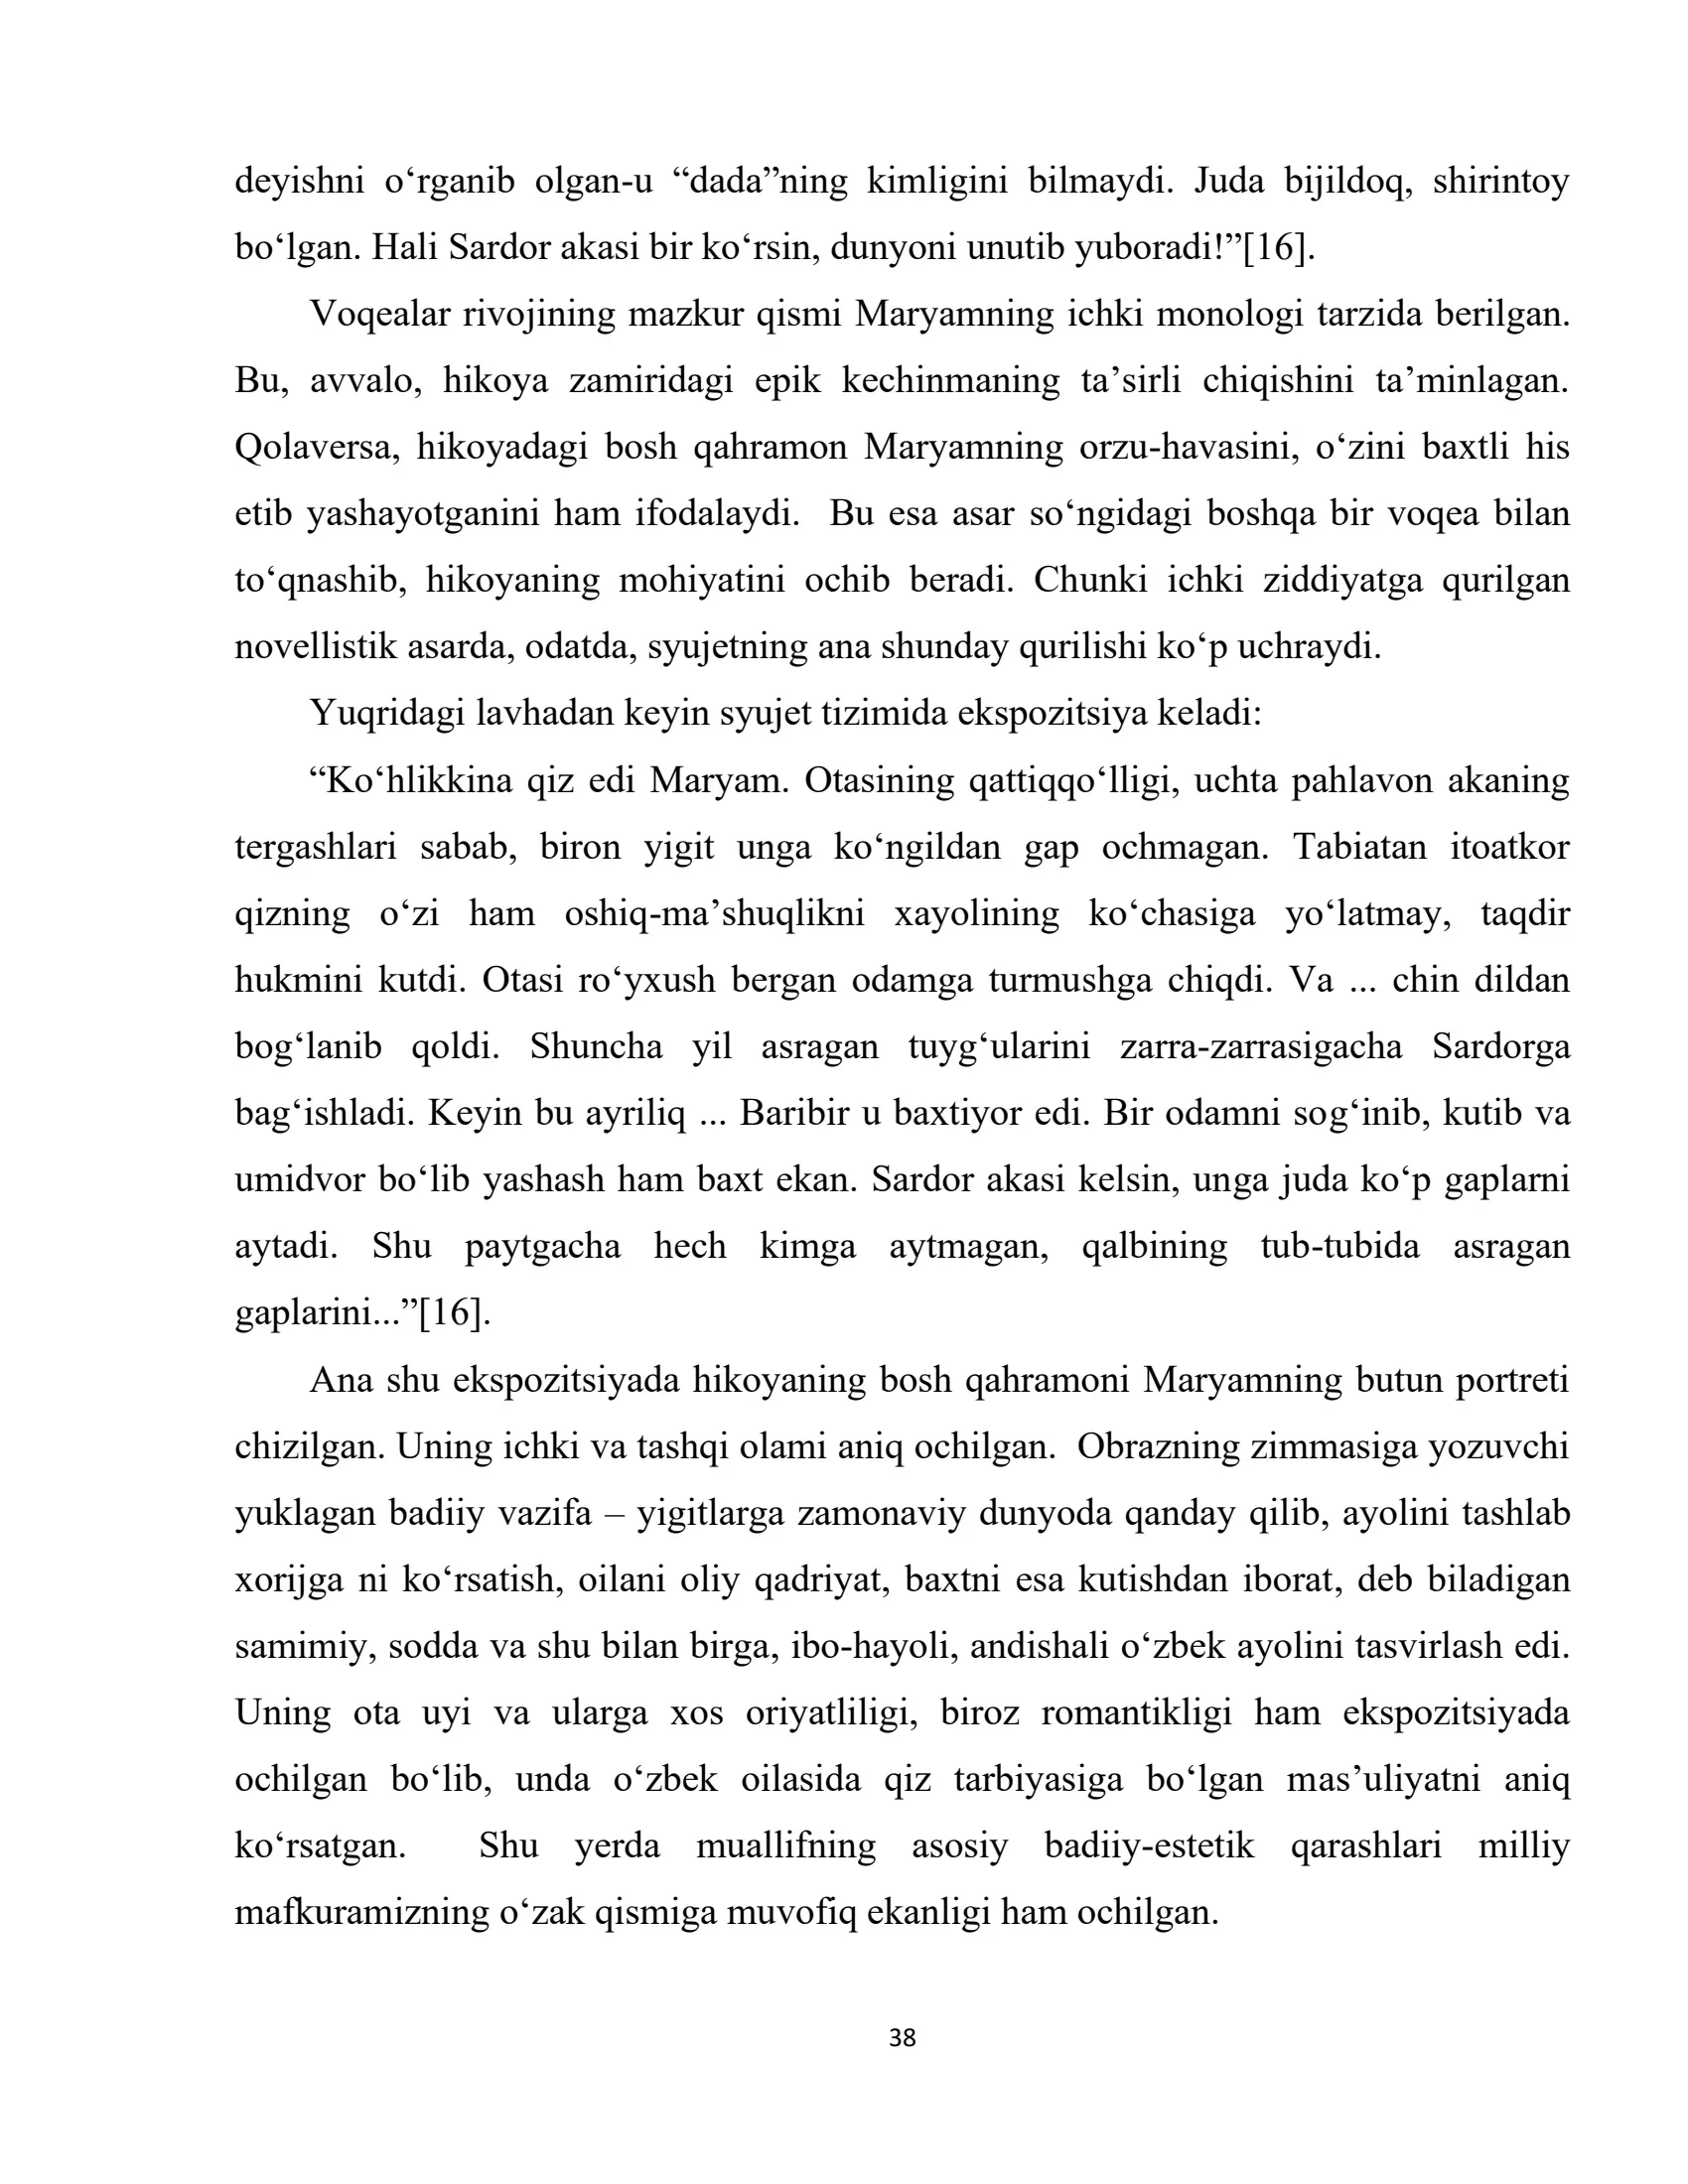 deyishni o‘rganib olgan-u “dada”ning kimligini bilmaydi. Juda bijildoq, shirintoy
bo‘lgan. Hali Sardor akasi bir ko‘rsin, dunyoni unutib yuboradi!”[16].
Voqealar rivojining mazkur qismi Maryamning ichki monologi tarzida berilgan.
Bu, avvalo, hikoya zamiridagi epik kechinmaning ta’sirli chiqishini ta’minlagan.
Qolaversa, hikoyadagi bosh qahramon Maryamning orzu-havasini, o‘zini baxtli his
etib yashayotganini ham ifodalaydi.  Bu esa asar so‘ngidagi boshqa bir voqea bilan
to‘qnashib, hikoyaning mohiyatini ochib beradi. Chunki ichki ziddiyatga qurilgan
novellistik asarda, odatda, syujetning ana shunday qurilishi ko‘p uchraydi.
Yuqridagi lavhadan keyin syujet tizimida ekspozitsiya keladi:
“Ko‘hlikkina qiz edi Maryam. Otasining qattiqqo‘lligi, uchta pahlavon akaning
tergashlari sabab, biron yigit unga ko‘ngildan gap ochmagan. Tabiatan itoatkor
qizning o‘zi ham oshiq-ma’shuqlikni xayolining ko‘chasiga yo‘latmay, taqdir
hukmini kutdi. Otasi ro‘yxush bergan odamga turmushga chiqdi. Va ... chin dildan
bog‘lanib qoldi. Shuncha yil asragan tuyg‘ularini zarra-zarrasigacha Sardorga
bag‘ishladi. Keyin bu ayriliq ... Baribir u baxtiyor edi. Bir odamni sog‘inib, kutib va
umidvor bo‘lib yashash ham baxt ekan. Sardor akasi kelsin, unga juda ko‘p gaplarni
aytadi. Shu paytgacha hech kimga aytmagan, qalbining tub-tubida asragan
gaplarini...”[16].
Ana shu ekspozitsiyada hikoyaning bosh qahramoni Maryamning butun portreti
chizilgan. Uning ichki va tashqi olami aniq ochilgan.  Obrazning zimmasiga yozuvchi
yuklagan badiiy vazifa – yigitlarga zamonaviy dunyoda qanday qilib, ayolini tashlab
xorijga ni ko‘rsatish, oilani oliy qadriyat, baxtni esa kutishdan iborat, deb biladigan
samimiy, sodda va shu bilan birga, ibo-hayoli, andishali o‘zbek ayolini tasvirlash edi.
Uning ota uyi va ularga xos oriyatliligi, biroz romantikligi ham ekspozitsiyada
ochilgan bo‘lib, unda o‘zbek oilasida qiz tarbiyasiga bo‘lgan mas’uliyatni aniq
ko‘rsatgan.  Shu yerda muallifning asosiy badiiy-estetik qarashlari milliy
mafkuramizning o‘zak qismiga muvofiq ekanligi ham ochilgan.
38